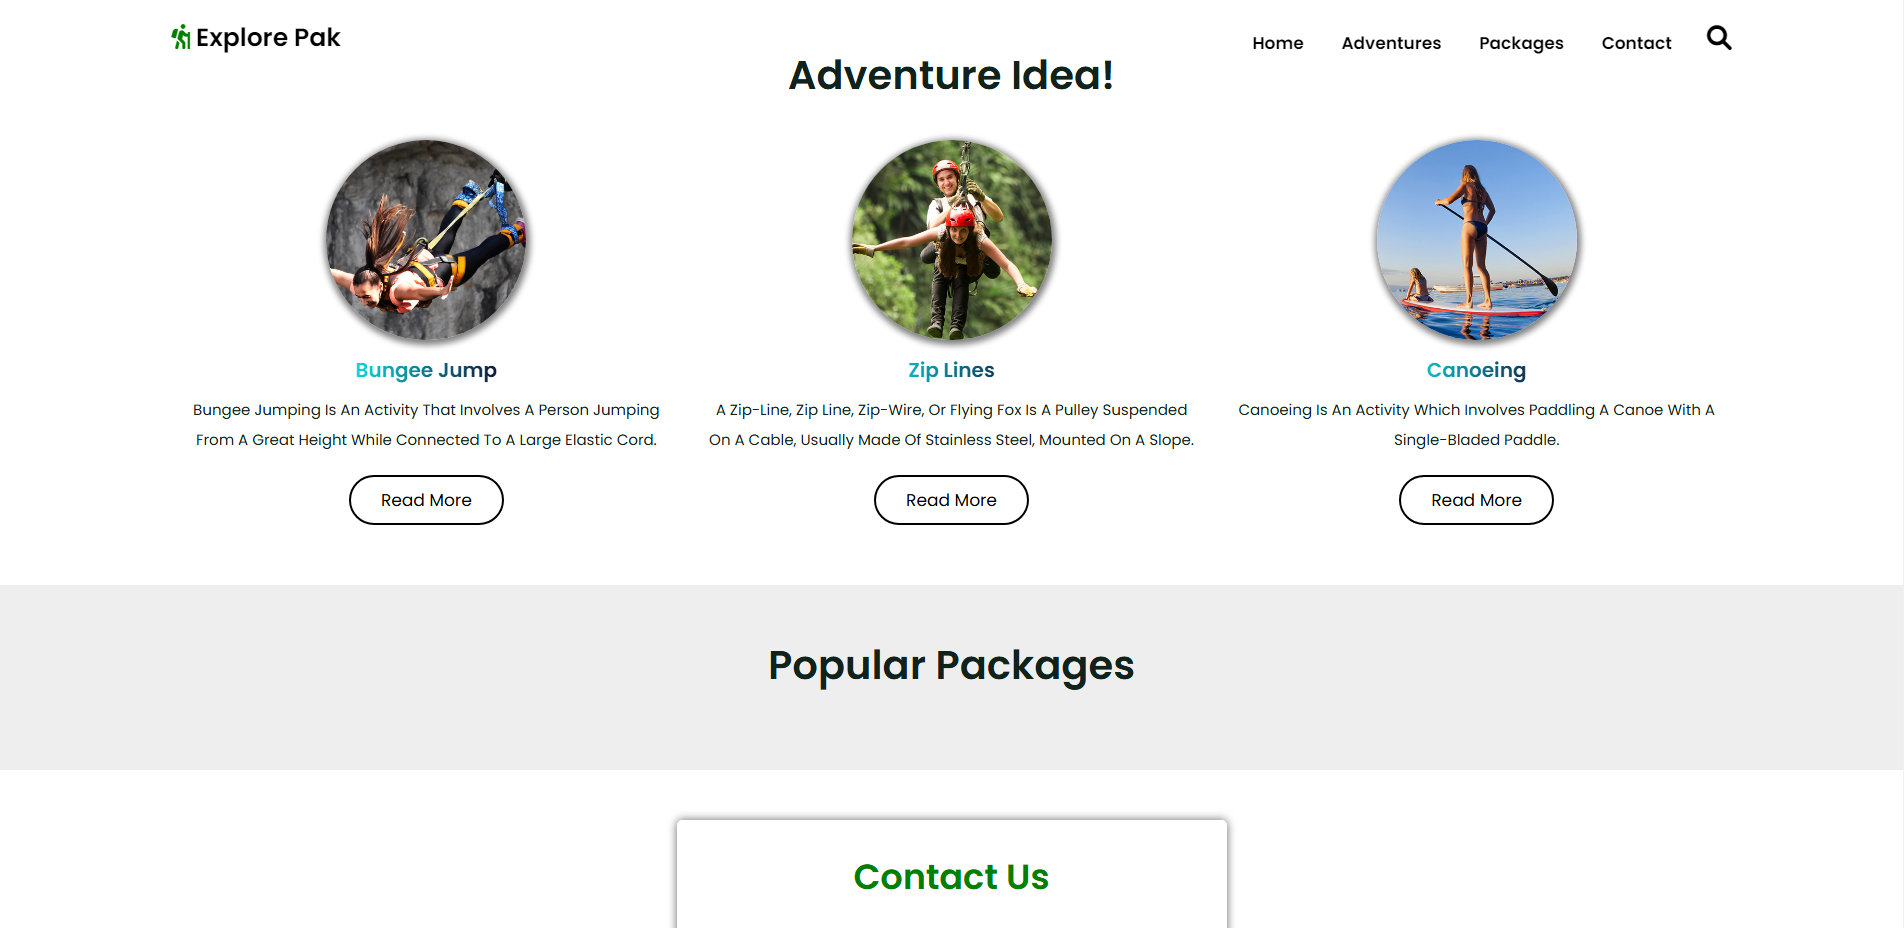 Explore Pak
Home Adventures Packages Contact
Adventure Idea!
Bungee Jump
Bungee Jumping Is An Activity That Involves A Person Jumping
From A Great Height While Connected To A Large Elastic Cord.
Read More
Zip Lines
A Zip-Line, Zip Line, Zip-Wire, Or Flying Fox Is A Pulley Suspended
On A Cable, Usually Made Of Stainless Steel, Mounted On A Slope.
Read More
Canoeing
Canoeing Is An Activity Which Involves Paddling A Canoe With A
Single-Bladed Paddle.
Read More
Popular Packages
Contact Us